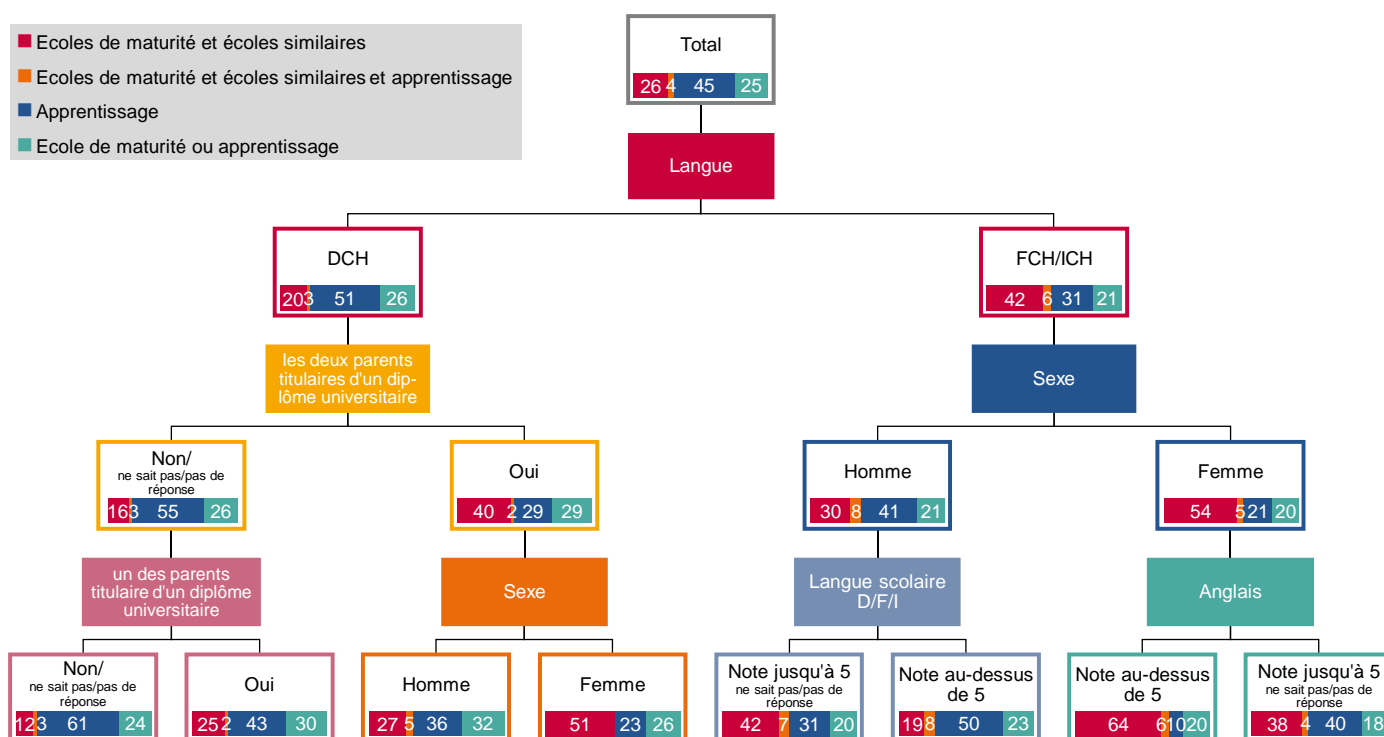 Ecoles de maturité et écoles similaires
Ecoles de maturité et écoles similaires et apprentissage
Apprentissage
Ecole de maturité ou apprentissage
Total
26 4 45 25
Langue
DCH
20 3 51 26
FCH/ICH
42 6 31 21
les deux parents
titulaires d'un dip-
lôme universitaire
Sexe
Non/
ne sait pas/pas de
réponse
16 3 55 26
Oui
40 2 29 29
Homme
30 8 41 21
Femme
54 5 21 20
un des parents
titulaire d'un diplôme
universitaire
Sexe
Langue scolaire
D/F/I
Anglais
Non/
ne sait pas/pas de
réponse
12 3 61 24
Oui
25 2 43 30
Homme
27 5 36 32
Femme
51 23 26
Note jusqu'à 5
ne sait pas/pas de
réponse
42 7 31 20
Note au-dessus
de 5
19 8 50 23
Note au-dessus
de 5
64 6 10 20
Note jusqu'à 5
ne sait pas/pas de
réponse
38 4 40 18